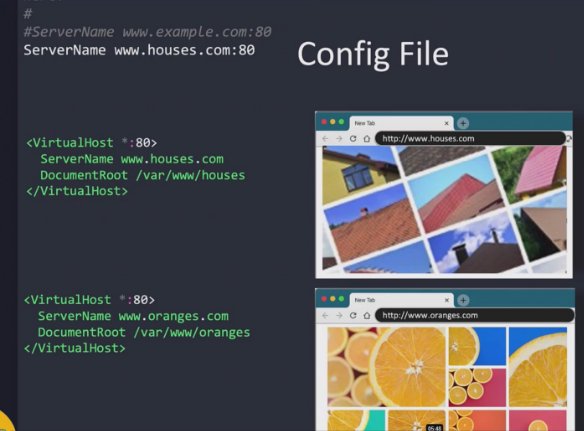 #
#ServerName www.example.com:80
ServerName www.houses.com:80
Config File
<VirtualHost *:80>
ServerName www.houses.com
DocumentRoot /var/www/houses
</VirtualHost>
New Tab
http://www.houses.com
<VirtualHost *:80>
ServerName www.oranges.com
DocumentRoot /var/www/oranges
</VirtualHost>
New Tab
http://www.oranges.com
05:48